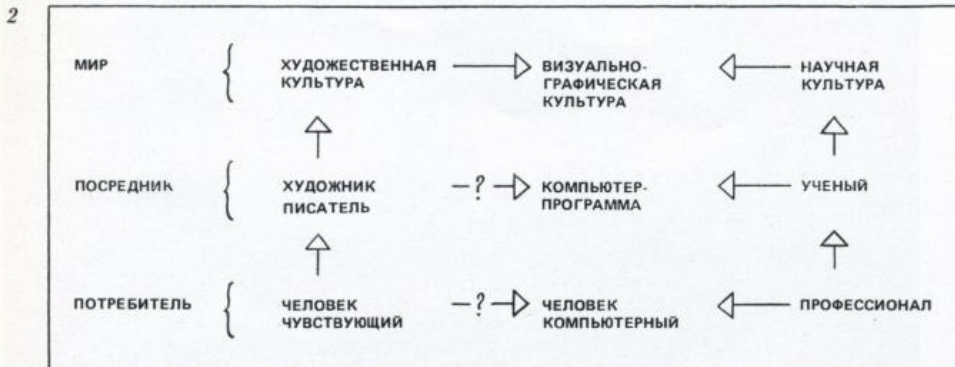 2
МИР
ХУДОЖЕСТВЕННАЯ
КУЛЬТУРА
ВИЗУАЛЬНО-
ГРАФИЧЕСКАЯ
КУЛЬТУРА
НАУЧНАЯ
КУЛЬТУРА
ПОСРЕДНИК
ХУДОЖНИК
ПИСАТЕЛЬ
?
КОМПЬЮТЕР-
ПРОГРАММА
УЧЕНЫЙ
ПОТРЕБИТЕЛЬ
ЧЕЛОВЕК
ЧУВСТВУЮЩИЙ
?
ЧЕЛОВЕК
КОМПЬЮТЕРНЫЙ
ПРОФЕССИОНАЛ